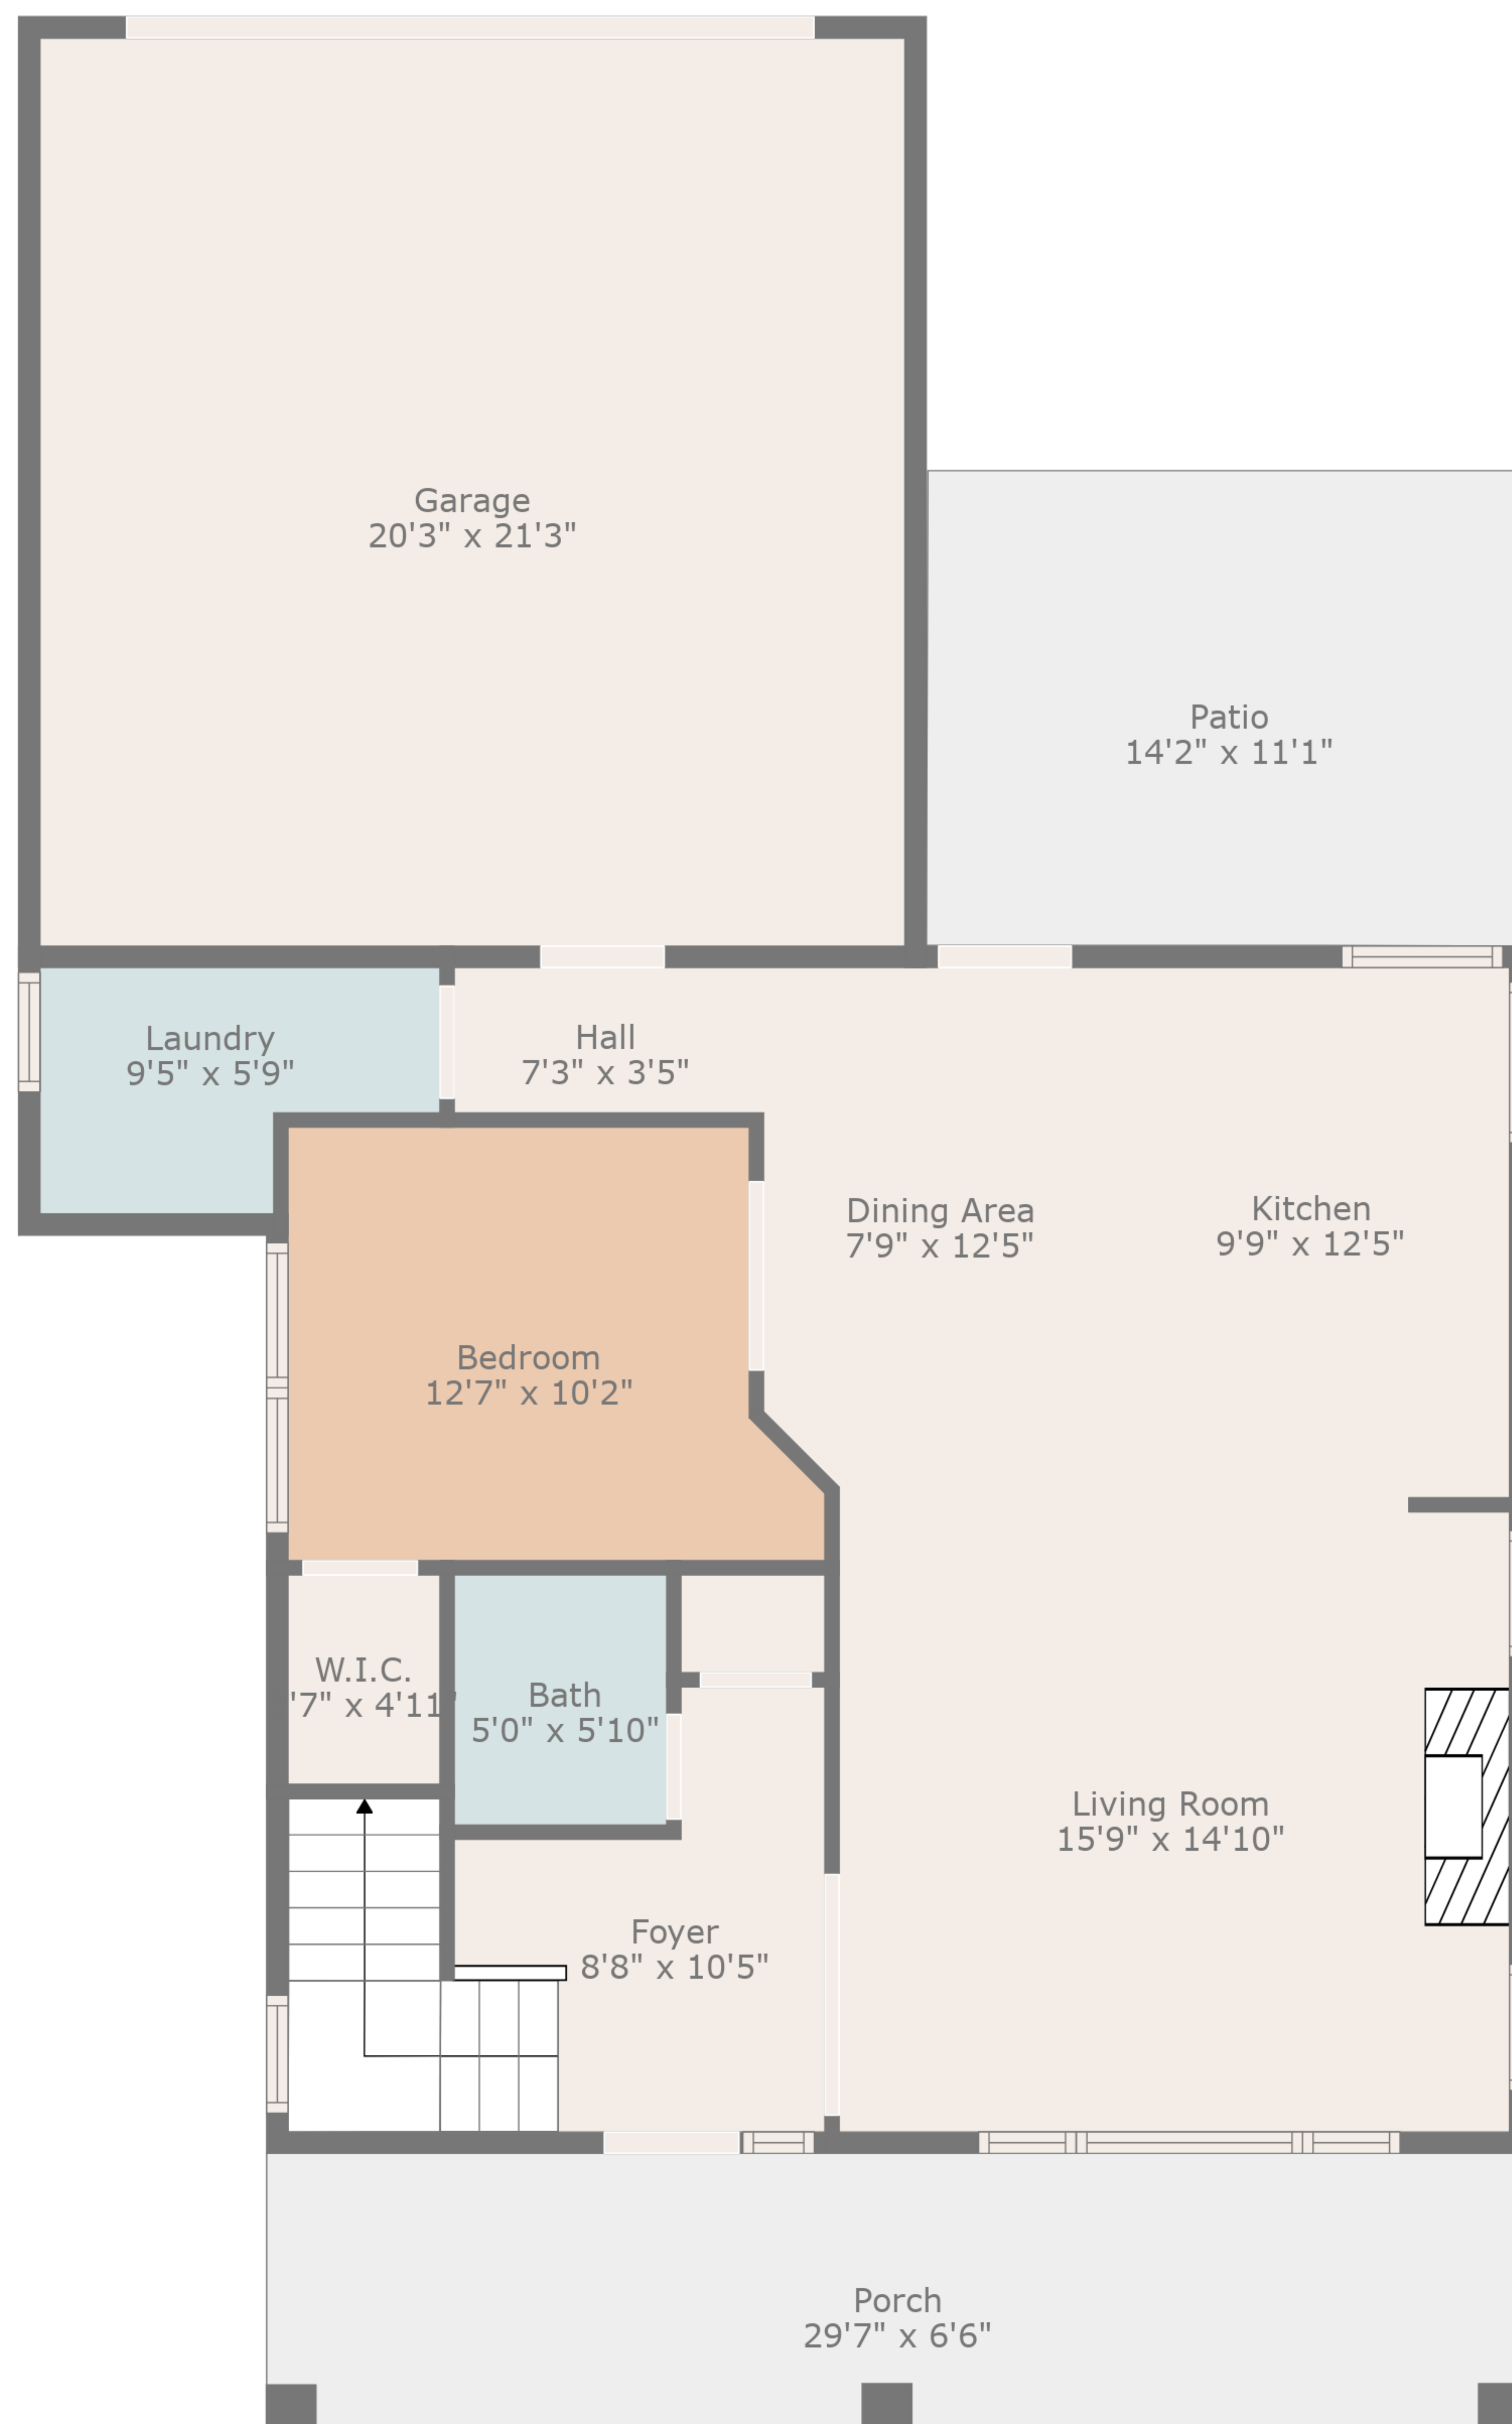 Garage
20'3" x 21'3"
Patio
14'2" x 11'1"
Laundry
9'5" x 5'9"
Hall
7'3" x 3'5"
Dining Area
7'9" x 12'5"
Kitchen
9'9" x 12'5"
Bedroom
12'7" x 10'2"
W.I.C.
'7" x 4'11"
Bath
5'0" x 5'10"
Living Room
15'9" x 14'10"
Foyer
8'8" x 10'5"
Porch
29'7" x 6'6"